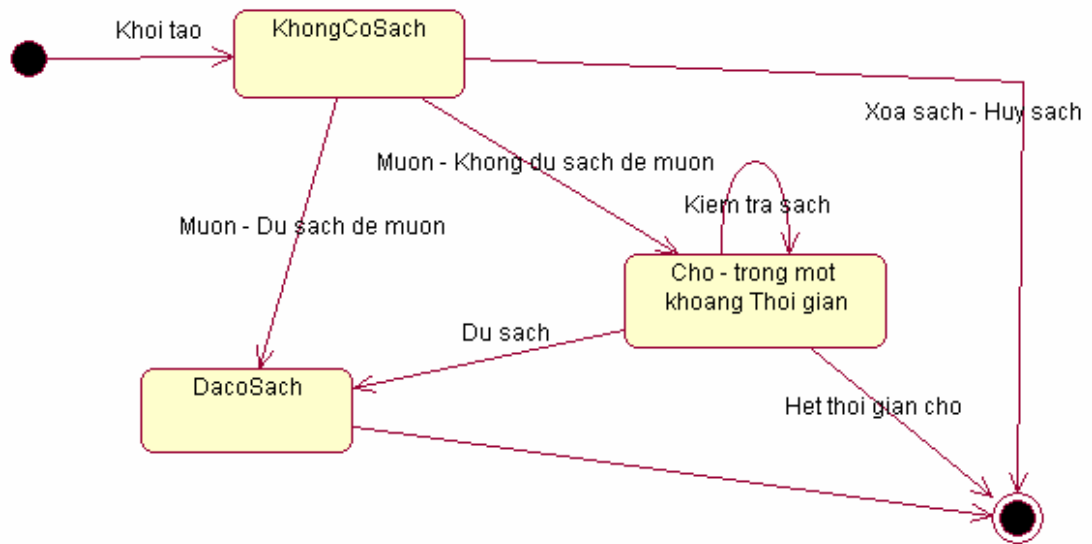 Khoi tao
KhongCoSach
Xoa sach - Huy sach
Muon - Khong du sach de muon
Kiem tra sach
Muon - Du sach de muon
Cho - trong mot
khoang Thoi gian
Du sach
DacoSach
Het thoi gian cho